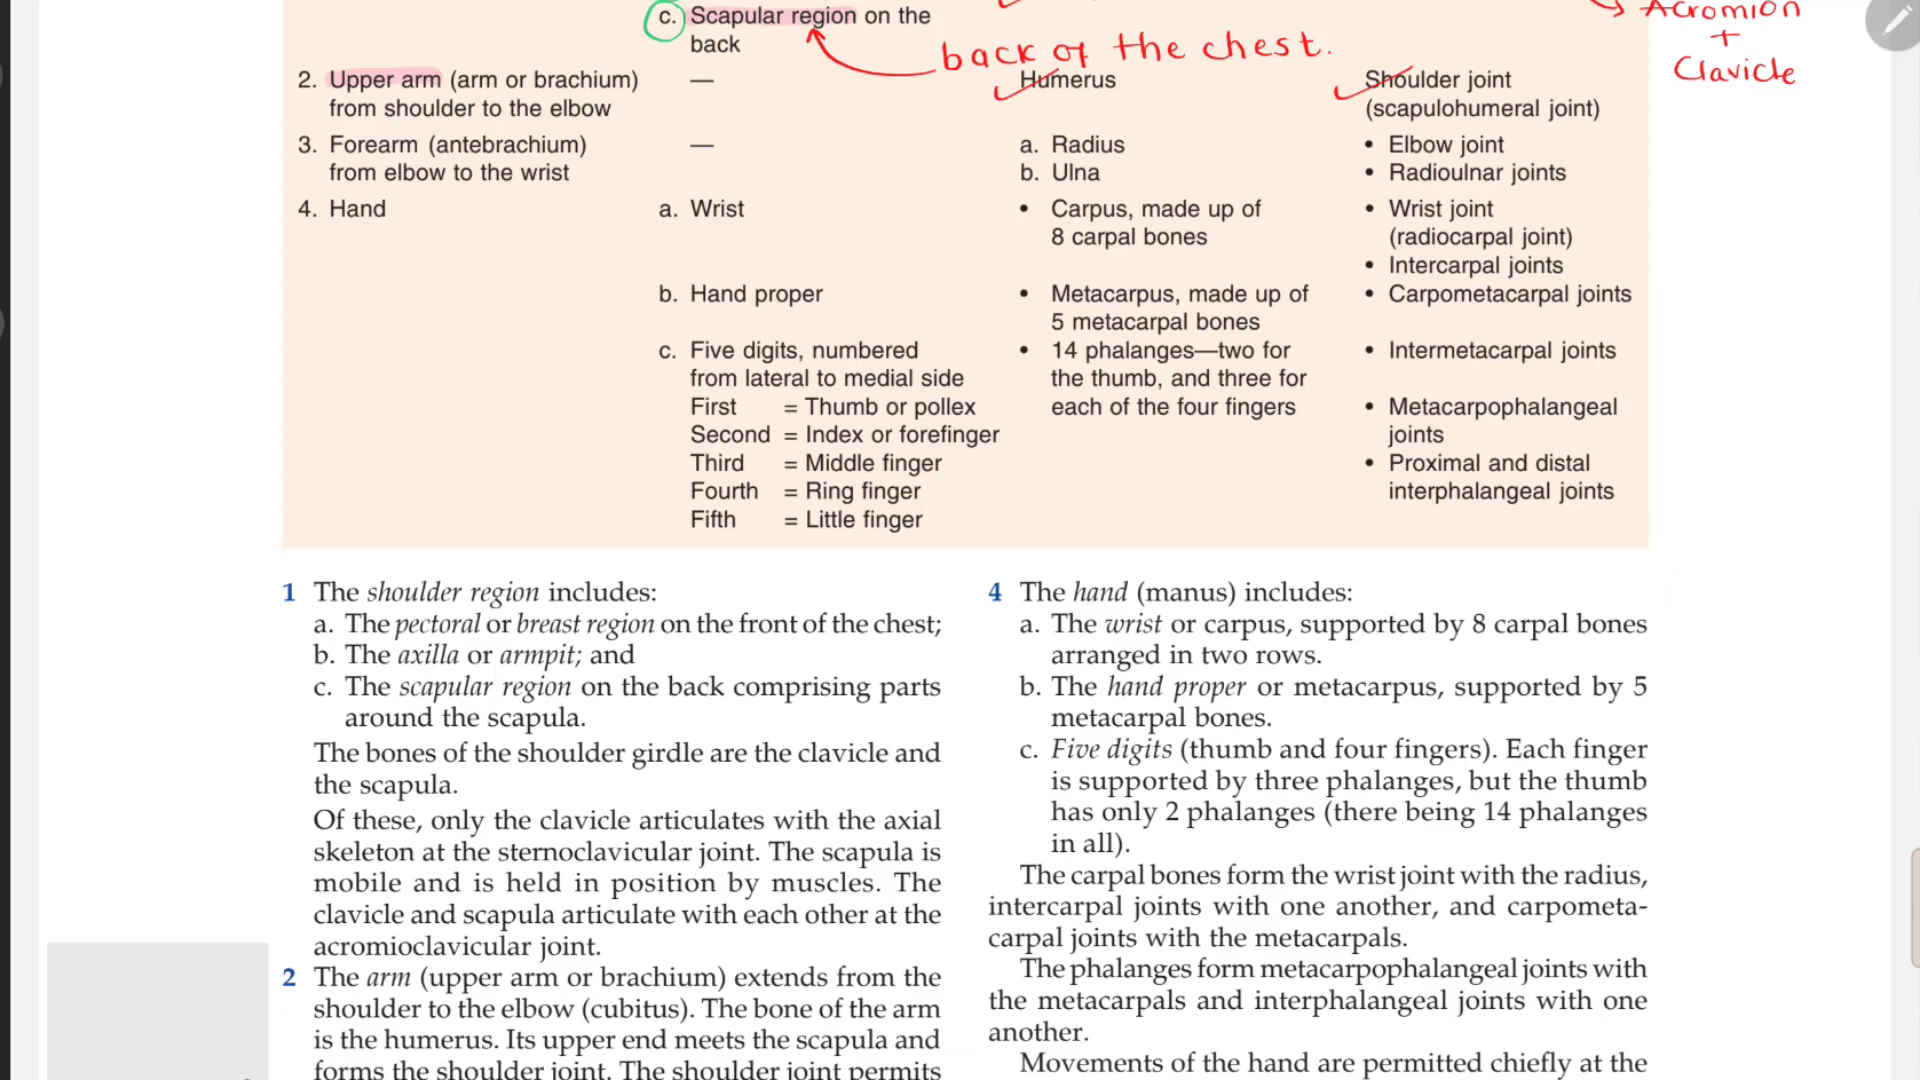 c. Scapular region on the
back
back of the chest.
Acromion
+
Clavicle
2. Upper arm (arm or brachium)
from shoulder to the elbow
—
Humerus
Shoulder joint
(scapulohumeral joint)
3. Forearm (antebrachium)
from elbow to the wrist
—
a. Radius
b. Ulna
• Elbow joint
• Radioulnar joints
4. Hand
a. Wrist
• Carpus, made up of
8 carpal bones
• Wrist joint
(radiocarpal joint)
• Intercarpal joints
b. Hand proper
• Metacarpus, made up of
5 metacarpal bones
• Carpometacarpal joints
c. Five digits, numbered
from lateral to medial side
First = Thumb or pollex
Second = Index or forefinger
Third = Middle finger
Fourth = Ring finger
Fifth = Little finger
• 14 phalanges—two for
the thumb, and three for
each of the four fingers
• Intermetacarpal joints
• Metacarpophalangeal
joints
• Proximal and distal
interphalangeal joints
1 The shoulder region includes:
a. The pectoral or breast region on the front of the chest;
b. The axilla or armpit; and
c. The scapular region on the back comprising parts
around the scapula.
The bones of the shoulder girdle are the clavicle and
the scapula.
Of these, only the clavicle articulates with the axial
skeleton at the sternoclavicular joint. The scapula is
mobile and is held in position by muscles. The
clavicle and scapula articulate with each other at the
acromioclavicular joint.
2 The arm (upper arm or brachium) extends from the
shoulder to the elbow (cubitus). The bone of the arm
is the humerus. Its upper end meets the scapula and
forms the shoulder joint. The shoulder joint permits
4 The hand (manus) includes:
a. The wrist or carpus, supported by 8 carpal bones
arranged in two rows.
b. The hand proper or metacarpus, supported by 5
metacarpal bones.
c. Five digits (thumb and four fingers). Each finger
is supported by three phalanges, but the thumb
has only 2 phalanges (there being 14 phalanges
in all).
The carpal bones form the wrist joint with the radius,
intercarpal joints with one another, and carpometa-
carpal joints with the metacarpals.
The phalanges form metacarpophalangeal joints with
the metacarpals and interphalangeal joints with one
another.
Movements of the hand are permitted chiefly at the